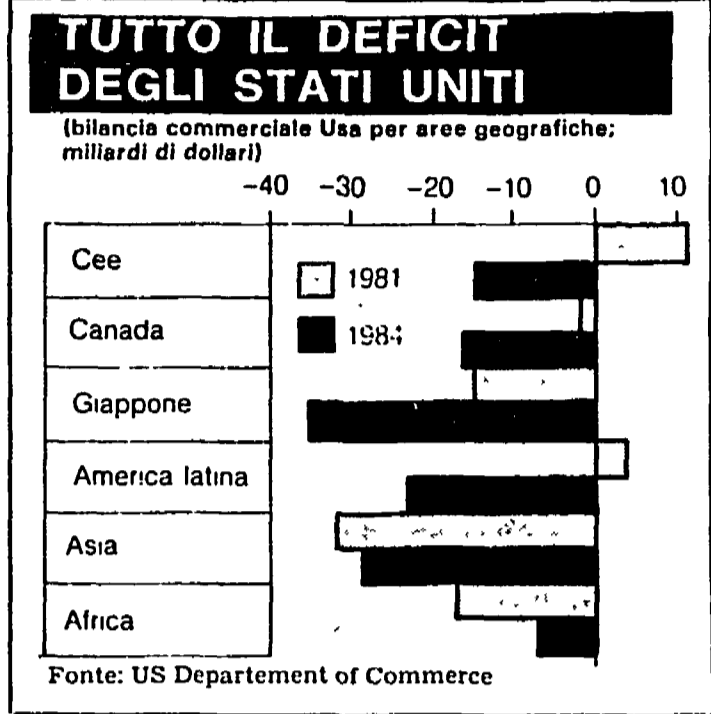 TUTTO IL DEFICIT
DEGLI STATI UNITI
(bilancia commerciale Usa per aree geografiche;
miliardi di dollari)
-40 -30 -20 -10 0 10
Cee
1981
Canada
1984
Giappone
America latina
Asia
Africa
Fonte: US Departement of Commerce